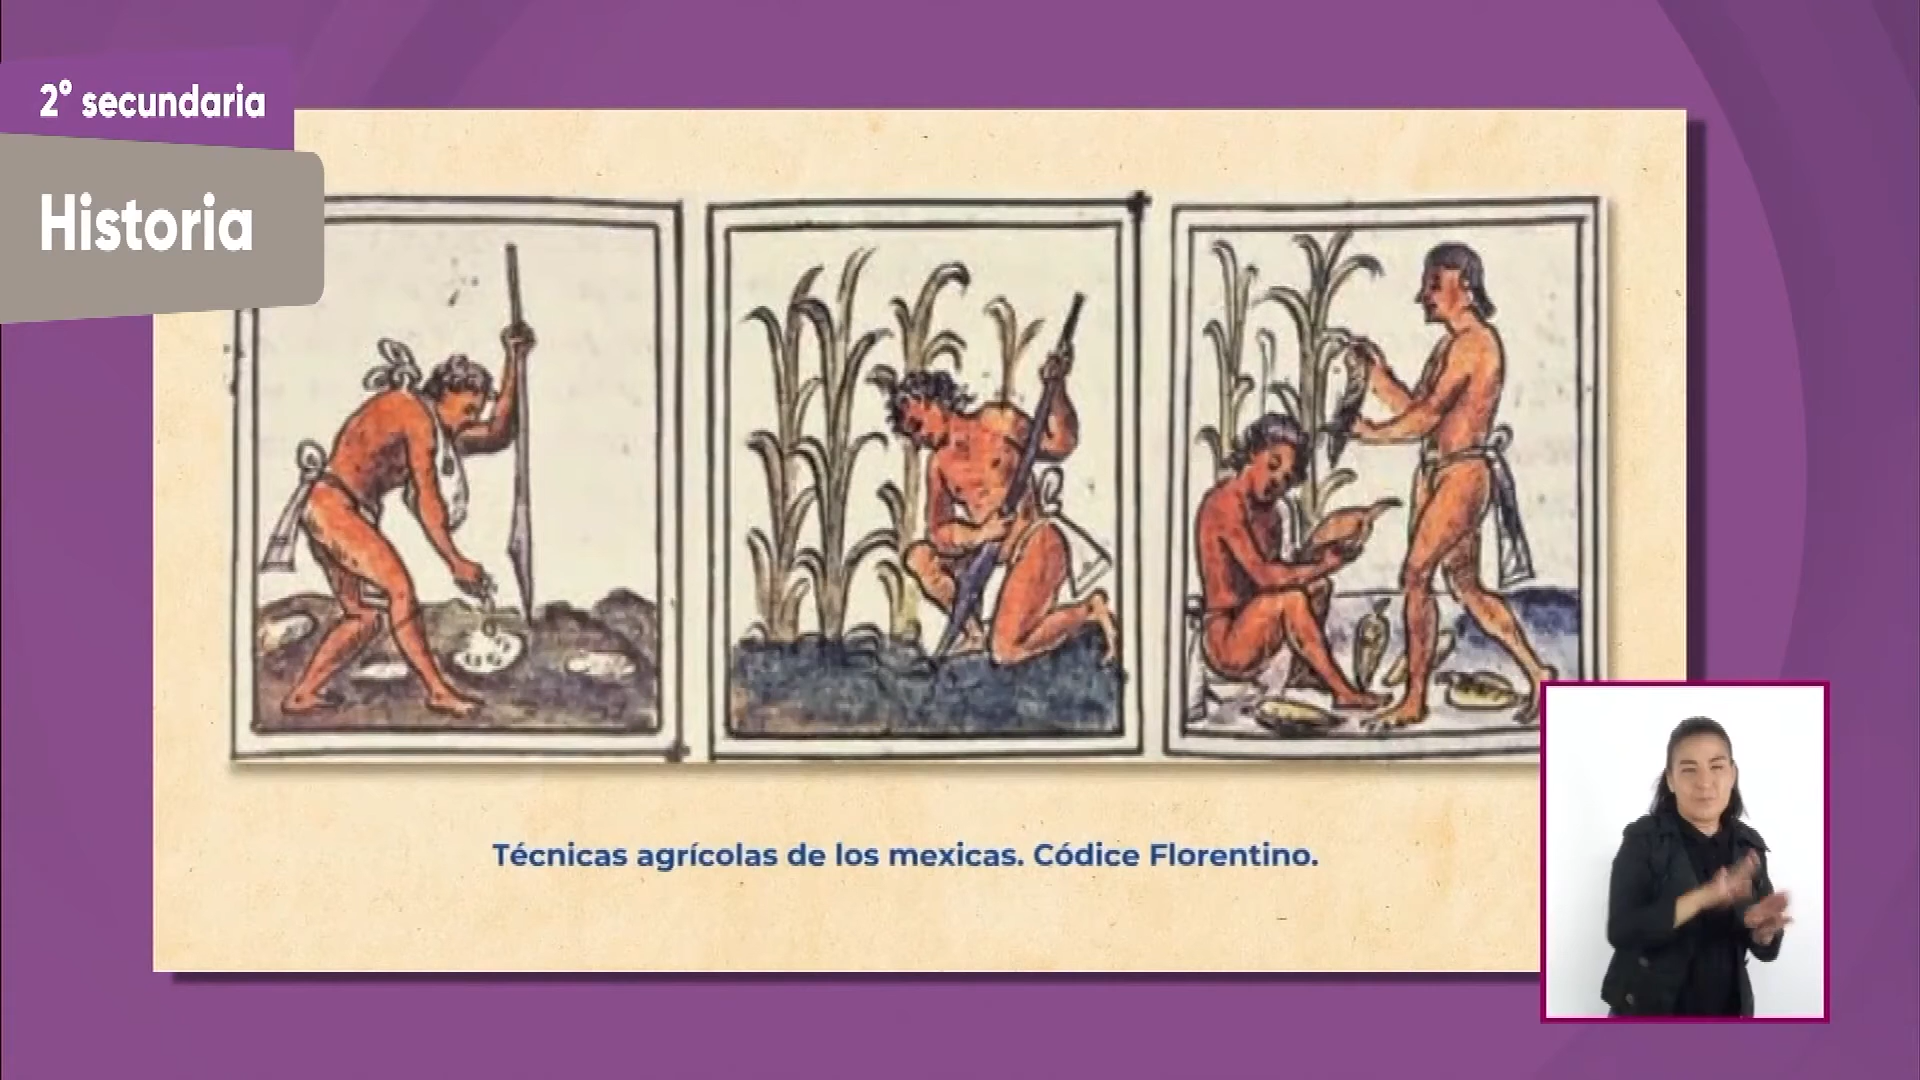 2° secundaria
Historia
Técnicas agrícolas de los mexicas. Códice Florentino.